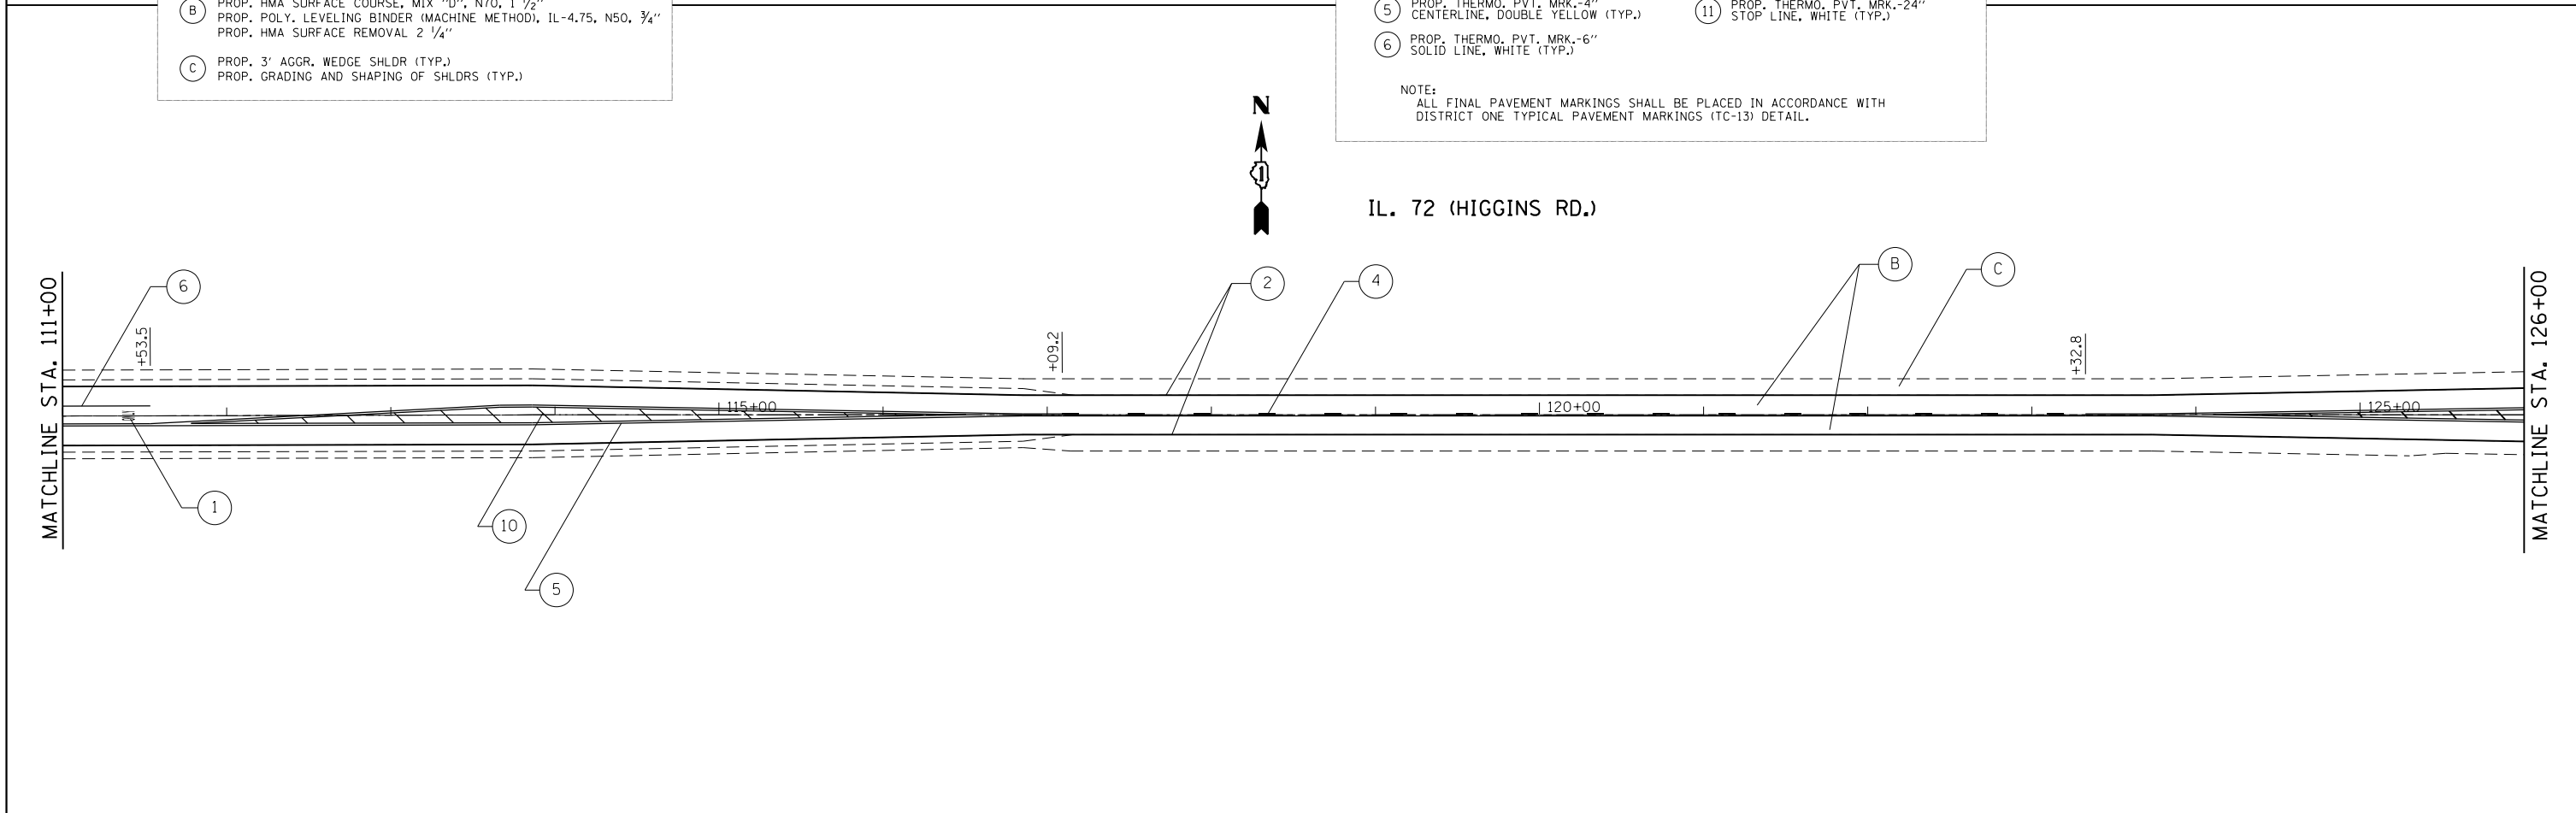 B PROP. HMA SURFACE COURSE, MIX "D", N70, 1 1/2"
PROP. POLY. LEVELING BINDER (MACHINE METHOD), IL-4.75, N50, 3/4"
PROP. HMA SURFACE REMOVAL 2 1/4"
C PROP. 3' AGGR. WEDGE SHLDR (TYP.)
PROP. GRADING AND SHAPING OF SHLDRS (TYP.)
5 PROP. THERMO. PVT. MRK.-4"
CENTERLINE, DOUBLE YELLOW (TYP.)
11 PROP. THERMO. PVT. MRK.-24"
STOP LINE, WHITE (TYP.)
6 PROP. THERMO. PVT. MRK.-6"
SOLID LINE, WHITE (TYP.)
NOTE:
ALL FINAL PAVEMENT MARKINGS SHALL BE PLACED IN ACCORDANCE WITH
DISTRICT ONE TYPICAL PAVEMENT MARKINGS (TC-13) DETAIL.
N
1
IL. 72 (HIGGINS RD.)
MATCHLINE STA. 111+00
6
+53.5
2
4
B
C
+09.2
+32.8
115+00
120+00
125+00
1
10
5
MATCHLINE STA. 126+00